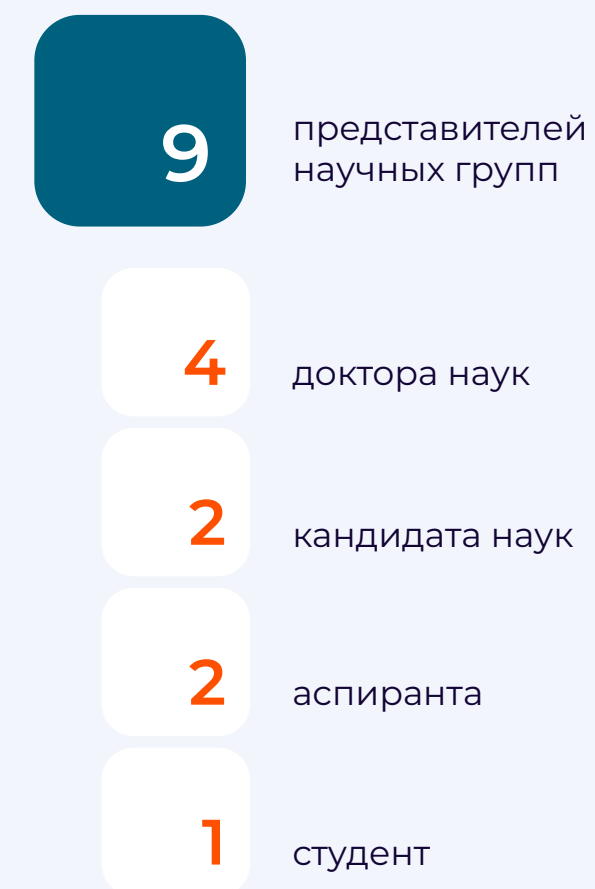 9
представителей
научных групп
4
доктора наук
2
кандидата наук
2
аспиранта
1
студент